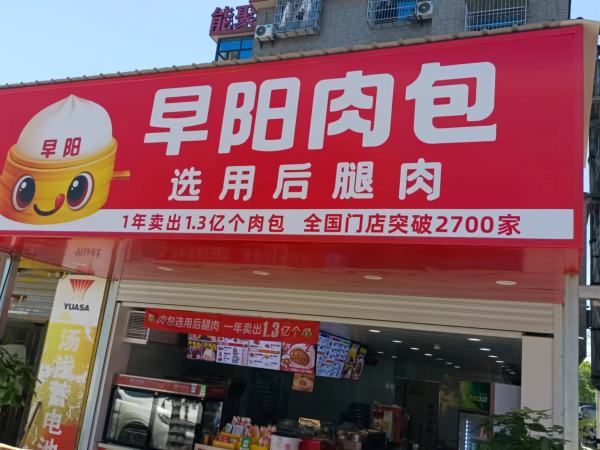 能聚
早阳肉包
早阳
选用后腿肉
1年卖出1.3亿个肉包 全国门店突破2700家
YUASA
汤浅蓄电池
肉包选用后腿肉 一年卖出1.3亿个